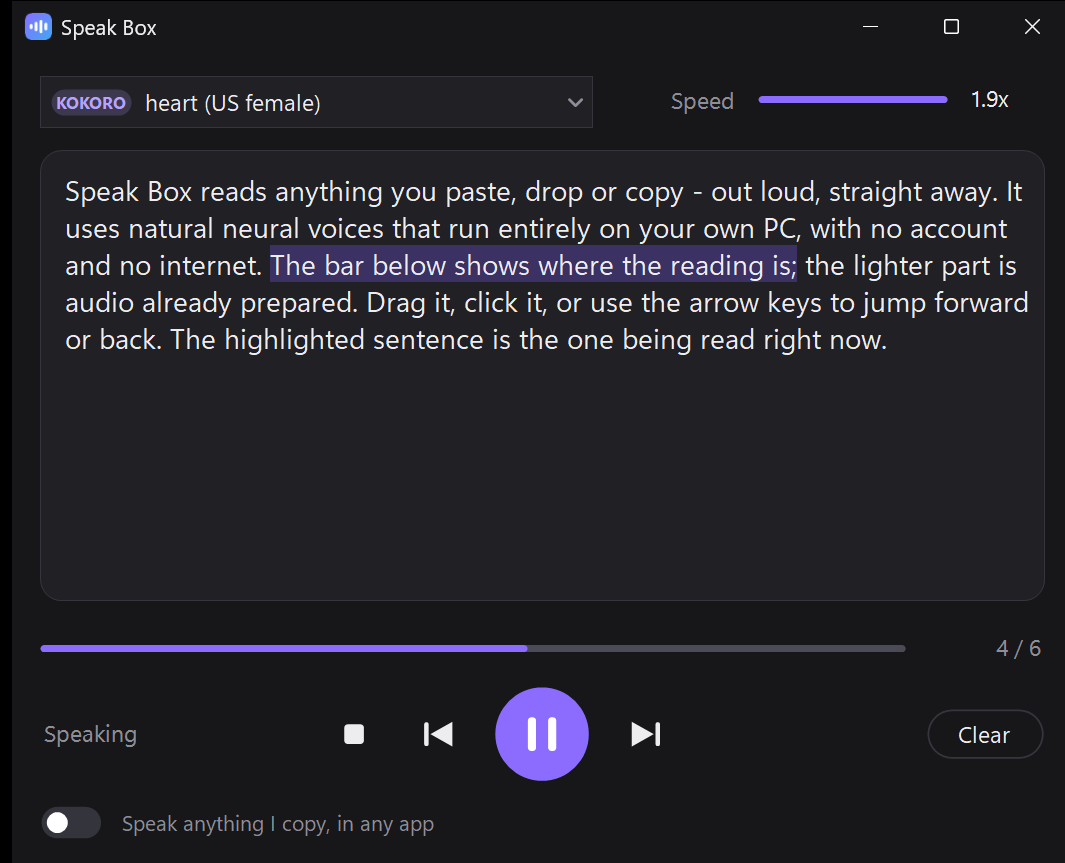 Speak Box
KOKORO heart (US female)
Speed 1.9x
Speak Box reads anything you paste, drop or copy - out loud, straight away. It
uses natural neural voices that run entirely on your own PC, with no account
and no internet. The bar below shows where the reading is; the lighter part is
audio already prepared. Drag it, click it, or use the arrow keys to jump forward
or back. The highlighted sentence is the one being read right now.
4 / 6
Speaking
Clear
Speak anything I copy, in any app